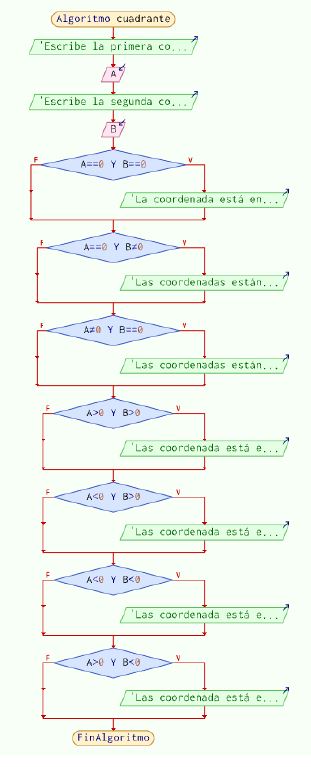 Algoritmo cuadrante
'Escribe la primera co...
A
'Escribe la segunda co...
B
F A==0 Y B==0 V
'La coordenada está en...
F A==0 Y B≠0 V
'Las coordenadas están...
F A≠0 Y B==0 V
'Las coordenadas están...
F A>0 Y B>0 V
'Las coordenada está e...
F A<0 Y B>0 V
'Las coordenada está e...
F A<0 Y B<0 V
'Las coordenada está e...
F A>0 Y B<0 V
'Las coordenada está e...
FinAlgoritmo